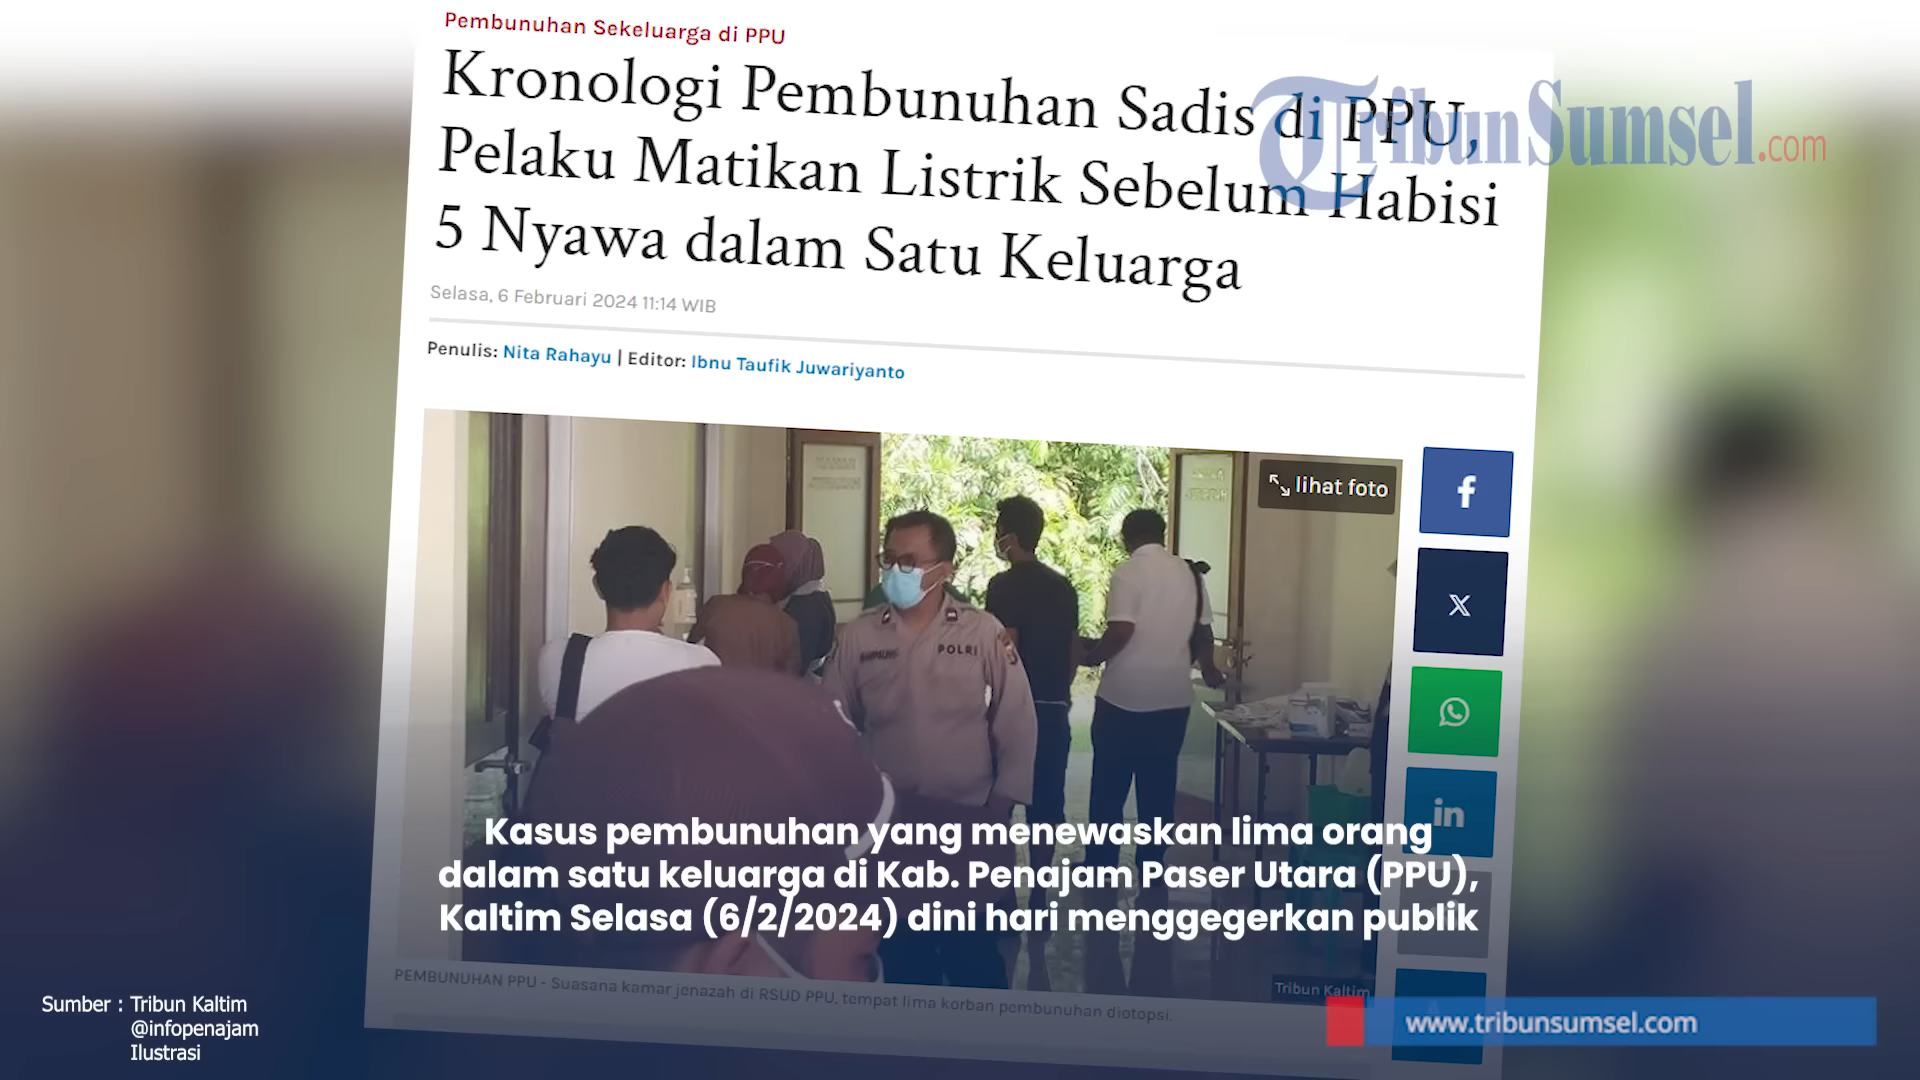 Pembunuhan Sekeluarga di PPU
Kronologi Pembunuhan Sadis di PPU,
Pelaku Matikan Listrik Sebelum Habisi
5 Nyawa dalam Satu Keluarga
TribunSumsel.com
Selasa, 6 Februari 2024 11:14 WIB
Penulis: Nita Rahayu | Editor: Ibnu Taufik Juwariyanto
lihat foto
POLRI
Kasus pembunuhan yang menewaskan lima orang
dalam satu keluarga di Kab. Penajam Paser Utara (PPU),
Kaltim Selasa (6/2/2024) dini hari menggegerkan publik
PEMBUNUHAN PPU - Suasana kamar jenazah di RSUD PPU, tempat lima korban pembunuhan diotopsi.
Tribun Kaltim
Sumber : Tribun Kaltim
@infopenajam
Ilustrasi
www.tribunsumsel.com